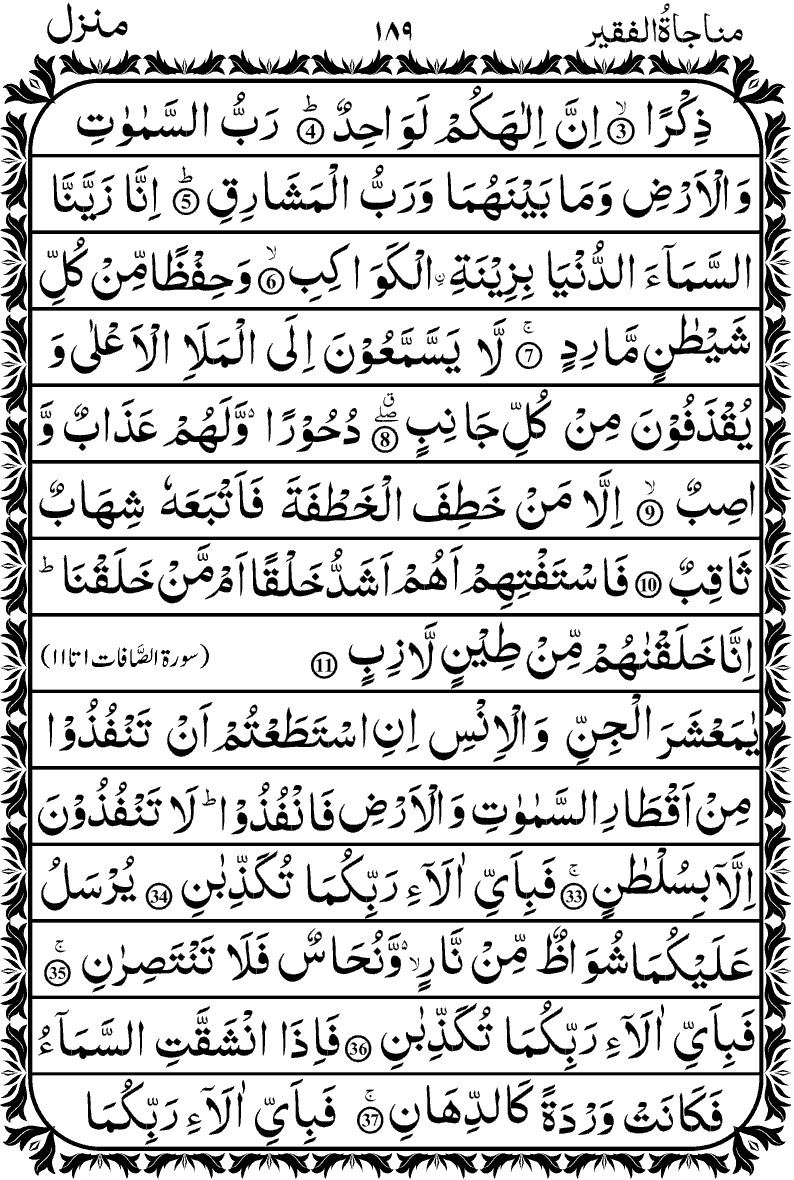 مناجاۃُالفقیر ۱۸۹ منزل
ذِكْرًا ③ۙ اِنَّ اِلٰهَكُمْ لَوَاحِدٌ ④ؕ رَبُّ السَّمٰوٰتِ
وَالْاَرْضِ وَمَا بَيْنَهُمَا وَرَبُّ الْمَشَارِقِ ⑤ؕ اِنَّا زَيَّنَّا
السَّمَآءَ الدُّنْيَا بِزِيْنَةِ ۨالْكَوَاكِبِ ⑥ۙ وَحِفْظًا مِّنْ كُلِّ
شَيْطٰنٍ مَّارِدٍ ⑦ۚ لَّا يَسَّمَّعُوْنَ اِلَى الْمَلَاِ الْاَعْلٰى وَ
يُقْذَفُوْنَ مِنْ كُلِّ جَانِبٍ ⑧ۖق دُحُوْرًا وَّلَهُمْ عَذَابٌ وَّ
اصِبٌ ⑨ۙ اِلَّا مَنْ خَطِفَ الْخَطْفَةَ فَاَتْبَعَهٗ شِهَابٌ
ثَاقِبٌ ⑩ فَاسْتَفْتِهِمْ اَهُمْ اَشَدُّ خَلْقًا اَمْ مَّنْ خَلَقْنَا ؕ
اِنَّا خَلَقْنٰهُمْ مِّنْ طِيْنٍ لَّازِبٍ ⑪ (سورۃ الصَّافات ۱ تا ۱۱)
يٰمَعْشَرَ الْجِنِّ وَالْاِنْسِ اِنِ اسْتَطَعْتُمْ اَنْ تَنْفُذُوْا
مِنْ اَقْطَارِ السَّمٰوٰتِ وَالْاَرْضِ فَانْفُذُوْا ؕ لَا تَنْفُذُوْنَ
اِلَّا بِسُلْطٰنٍ ㉝ۚ فَبِاَيِّ اٰلَآءِ رَبِّكُمَا تُكَذِّبٰنِ ㉞ يُرْسَلُ
عَلَيْكُمَا شُوَاظٌ مِّنْ نَّارٍ ۙ وَّنُحَاسٌ فَلَا تَنْتَصِرٰنِ ㉟ۚ
فَبِاَيِّ اٰلَآءِ رَبِّكُمَا تُكَذِّبٰنِ ㊱ فَاِذَا انْشَقَّتِ السَّمَآءُ
فَكَانَتْ وَرْدَةً كَالدِّهَانِ ㊲ۚ فَبِاَيِّ اٰلَآءِ رَبِّكُمَا